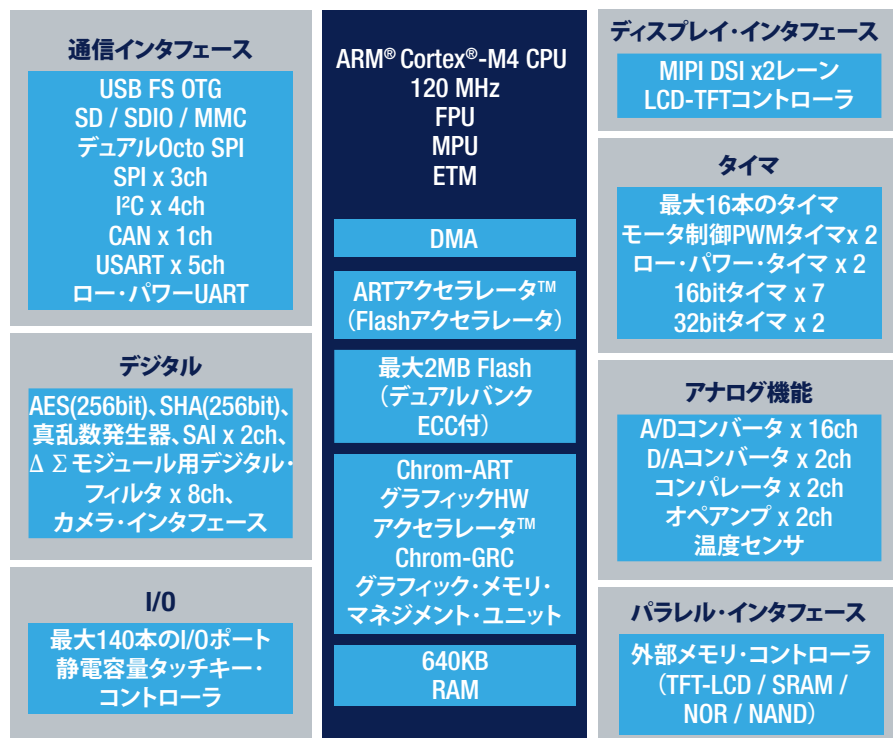 通信インタフェース
USB FS OTG
SD / SDIO / MMC
デュアルOcto SPI
SPI x 3ch
I²C x 4ch
CAN x 1ch
USART x 5ch
ロー・パワーUART
デジタル
AES(256bit)、SHA(256bit)、
真乱数発生器、SAI x 2ch、
Δ Σ モジュール用デジタル・
フィルタ x 8ch、
カメラ・インタフェース
I/O
最大140本のI/Oポート
静電容量タッチキー・
コントローラ
ARM® Cortex®-M4 CPU
120 MHz
FPU
MPU
ETM
DMA
ARTアクセラレータ™
（Flashアクセラレータ）
最大2MB Flash
（デュアルバンク
ECC付）
Chrom-ART
グラフィックHW
アクセラレータ™
Chrom-GRC
グラフィック・メモリ・
マネジメント・ユニット
640KB
RAM
ディスプレイ・インタフェース
MIPI DSI x2レーン
LCD-TFTコントローラ
タイマ
最大16本のタイマ
モータ制御PWMタイマx 2
ロー・パワー・タイマ x 2
16bitタイマ x 7
32bitタイマ x 2
アナログ機能
A/Dコンバータ x 16ch
D/Aコンバータ x 2ch
コンパレータ x 2ch
オペアンプ x 2ch
温度センサ
パラレル・インタフェース
外部メモリ・コントローラ
（TFT-LCD / SRAM /
NOR / NAND）